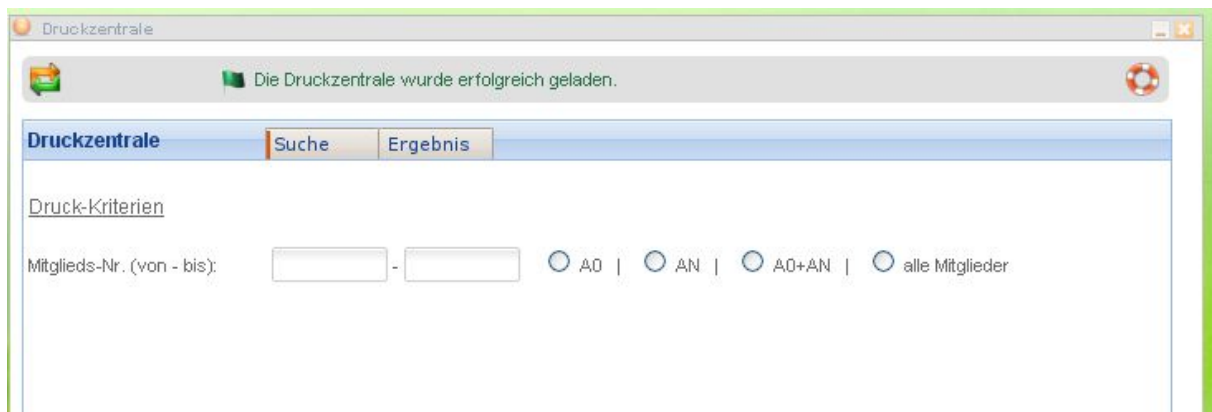 Druckzentrale
Die Druckzentrale wurde erfolgreich geladen.
Druckzentrale Suche Ergebnis
Druck-Kriterien
Mitglieds-Nr. (von - bis): - A0 | AN | A0+AN | alle Mitglieder